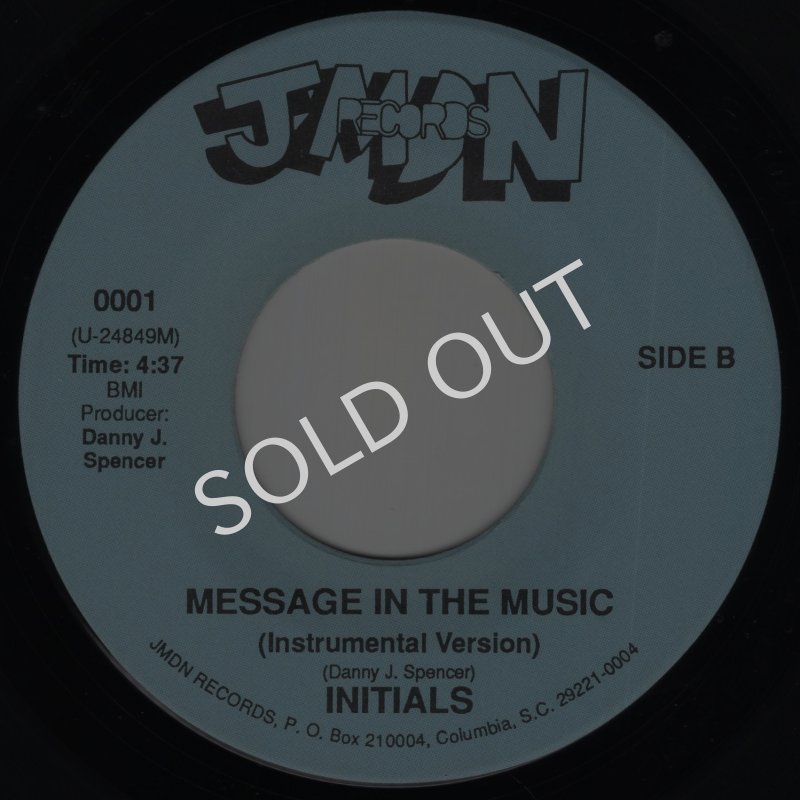 JMDN
RECORDS
0001
(U-24849M)
Time: 4:37
BMI
Producer:
Danny J.
Spencer
SIDE B
SOLD OUT
MESSAGE IN THE MUSIC
(Instrumental Version)
(Danny J. Spencer)
INITIALS
JMDN RECORDS, P. O. Box 210004, Columbia, S.C. 29221-0004